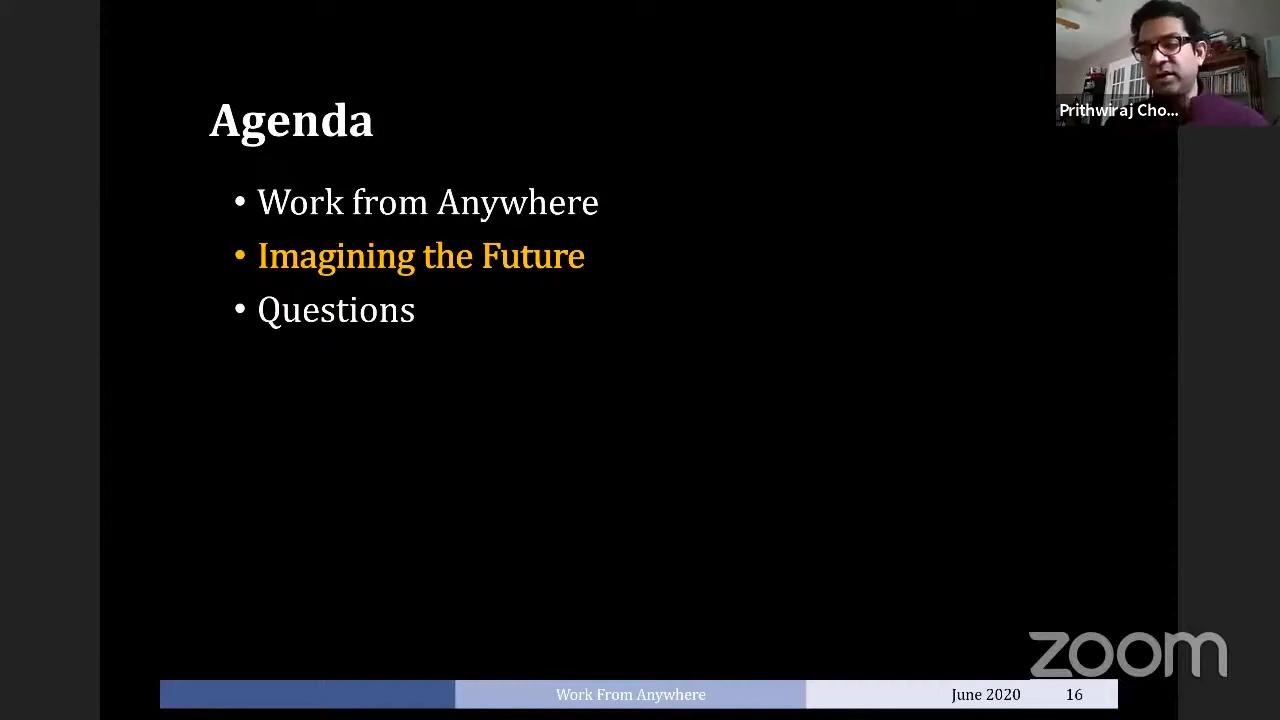 Prithwiraj Cho...
Agenda
• Work from Anywhere
• Imagining the Future
• Questions
zoom
Work From Anywhere
June 2020
16